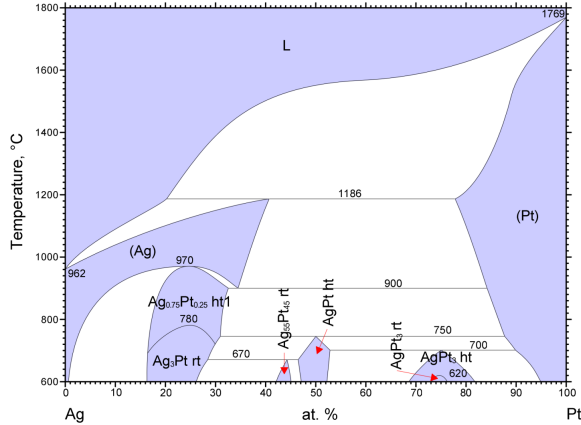 1800
1600
1400
1200
1000
800
600
Temperature, °C
1769
L
1186
(Pt)
(Ag)
970
962
900
Ag0.75Pt0.25 ht1
780
Ag3Pt rt
670
Ag55Pt45 rt
AgPt ht
750
700
AgPt3 rt
AgPt3 ht
620
0 10 20 30 40 50 60 70 80 90 100
Ag at. % Pt